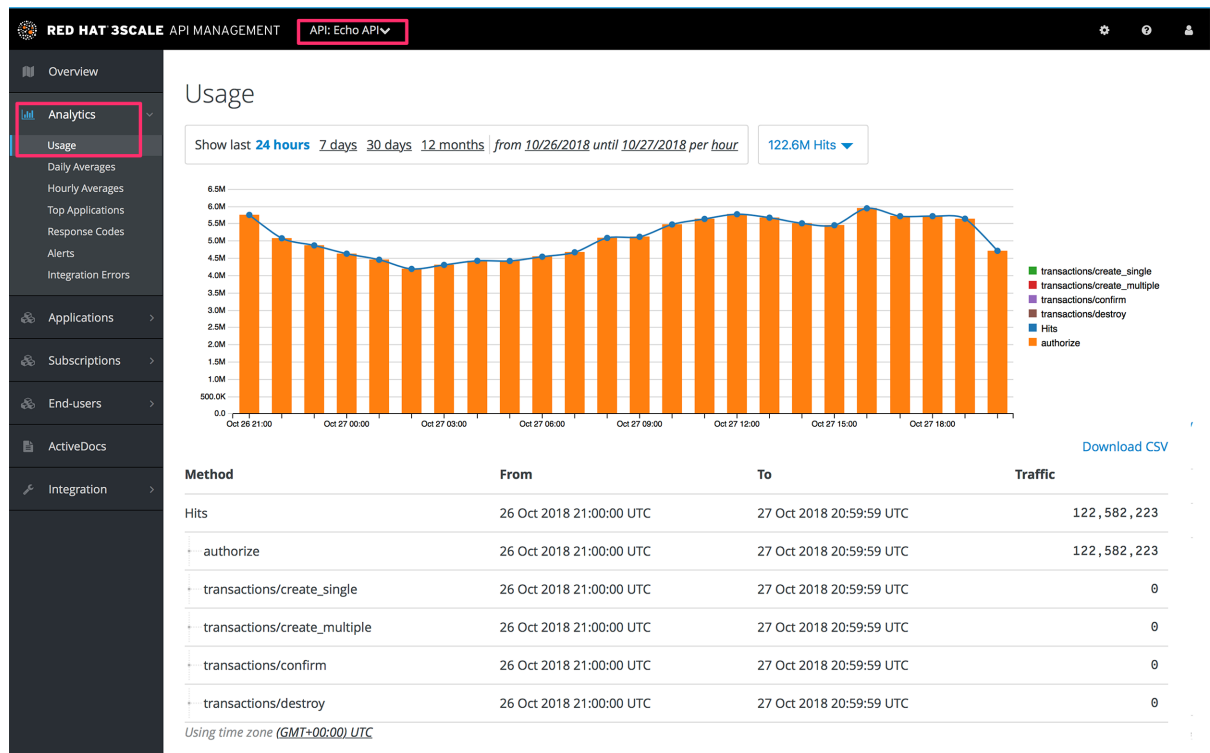 RED HAT 3SCALE API MANAGEMENT API: Echo API
Overview
Analytics
Usage
Daily Averages
Hourly Averages
Top Applications
Response Codes
Alerts
Integration Errors
Applications
Subscriptions
End-users
ActiveDocs
Integration
Usage
Show last 24 hours 7 days 30 days 12 months from 10/26/2018 until 10/27/2018 per hour 122.6M Hits
6.5M
6.0M
5.5M
5.0M
4.5M
4.0M
3.5M
3.0M
2.5M
2.0M
1.5M
1.0M
500.0K
0.0
Oct 26 21:00 Oct 27 00:00 Oct 27 03:00 Oct 27 06:00 Oct 27 09:00 Oct 27 12:00 Oct 27 15:00 Oct 27 18:00
transactions/create_single
transactions/create_multiple
transactions/confirm
transactions/destroy
Hits
authorize
Download CSV
Method From To Traffic
Hits 26 Oct 2018 21:00:00 UTC 27 Oct 2018 20:59:59 UTC 122,582,223
authorize 26 Oct 2018 21:00:00 UTC 27 Oct 2018 20:59:59 UTC 122,582,223
transactions/create_single 26 Oct 2018 21:00:00 UTC 27 Oct 2018 20:59:59 UTC 0
transactions/create_multiple 26 Oct 2018 21:00:00 UTC 27 Oct 2018 20:59:59 UTC 0
transactions/confirm 26 Oct 2018 21:00:00 UTC 27 Oct 2018 20:59:59 UTC 0
transactions/destroy 26 Oct 2018 21:00:00 UTC 27 Oct 2018 20:59:59 UTC 0
Using time zone (GMT+00:00) UTC